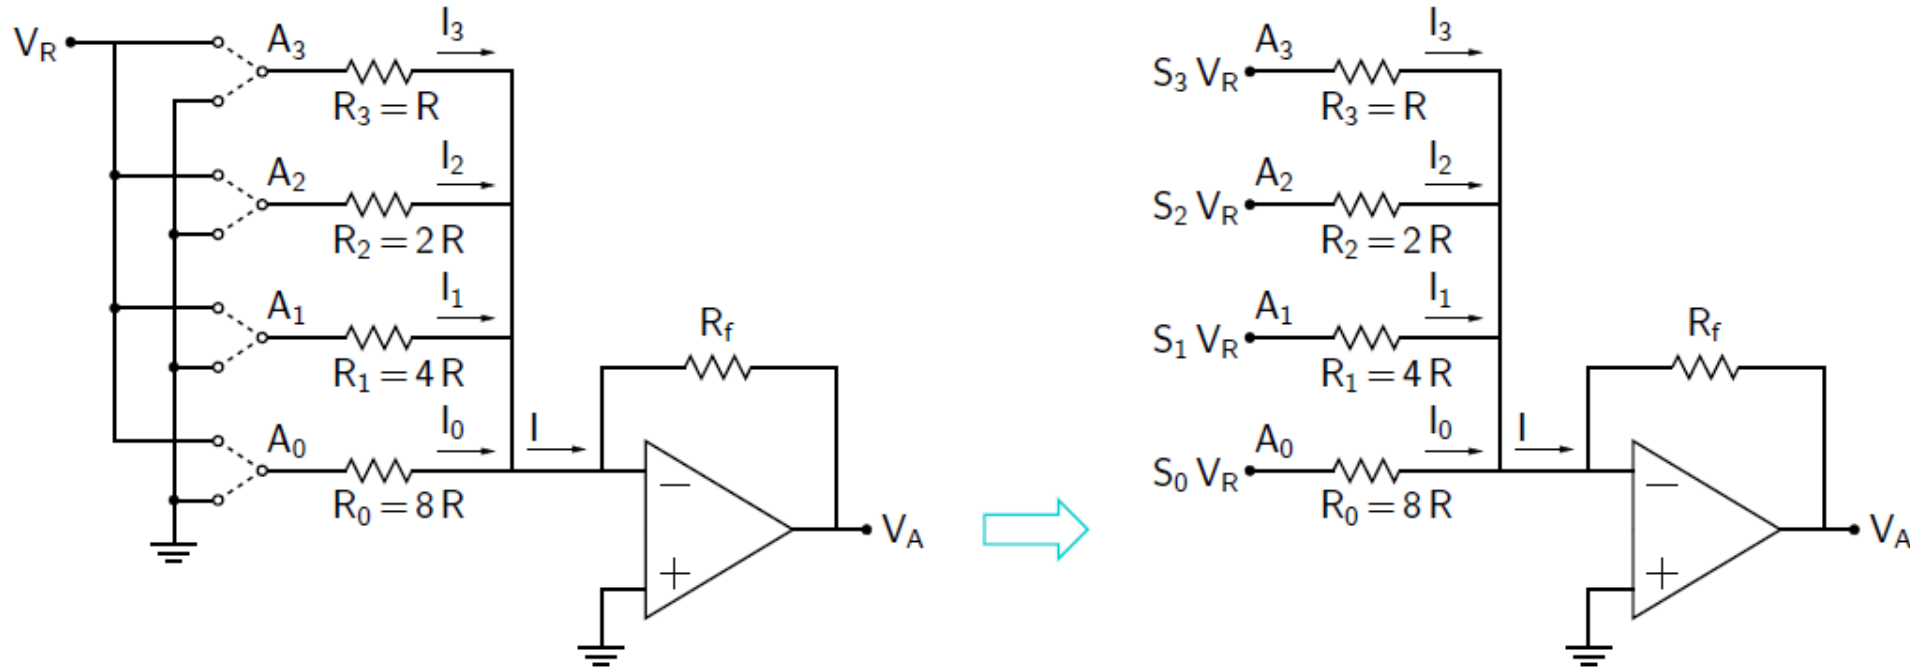 V_R
A_3
I_3
R_3 = R
A_2
I_2
R_2 = 2 R
A_1
I_1
R_1 = 4 R
A_0
I_0
R_0 = 8 R
I
R_f
−
+
V_A
S_3 V_R
A_3
I_3
R_3 = R
S_2 V_R
A_2
I_2
R_2 = 2 R
S_1 V_R
A_1
I_1
R_1 = 4 R
S_0 V_R
A_0
I_0
R_0 = 8 R
I
R_f
−
+
V_A